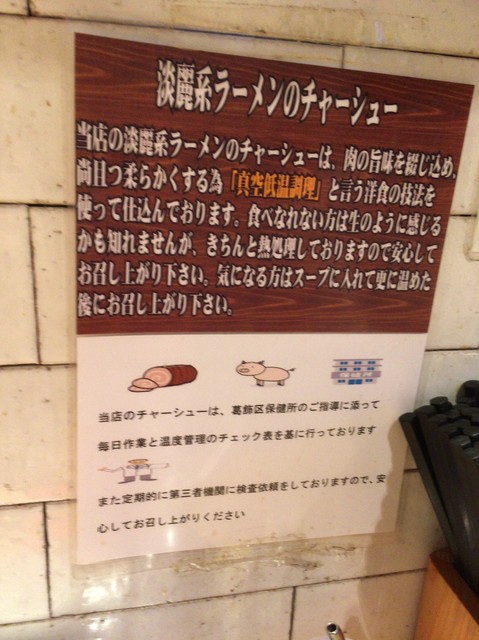 淡麗系ラーメンのチャーシュー
当店の淡麗系ラーメンのチャーシューは、肉の旨味を綴じ込め、
尚且つ柔らかくする為「真空低温調理」と言う洋食の技法を
使って仕込んでおります。食べなれない方は生のように感じる
かも知れませんが、きちんと熱処理しておりますので安心して
お召し上がり下さい。気になる方はスープに入れて更に温めた
後にお召し上がり下さい。
当店のチャーシューは、葛飾区保健所のご指導に添って
毎日作業と温度管理のチェック表を基に行っております
また定期的に第三者機関に検査依頼をしておりますので、安
心してお召し上がりください